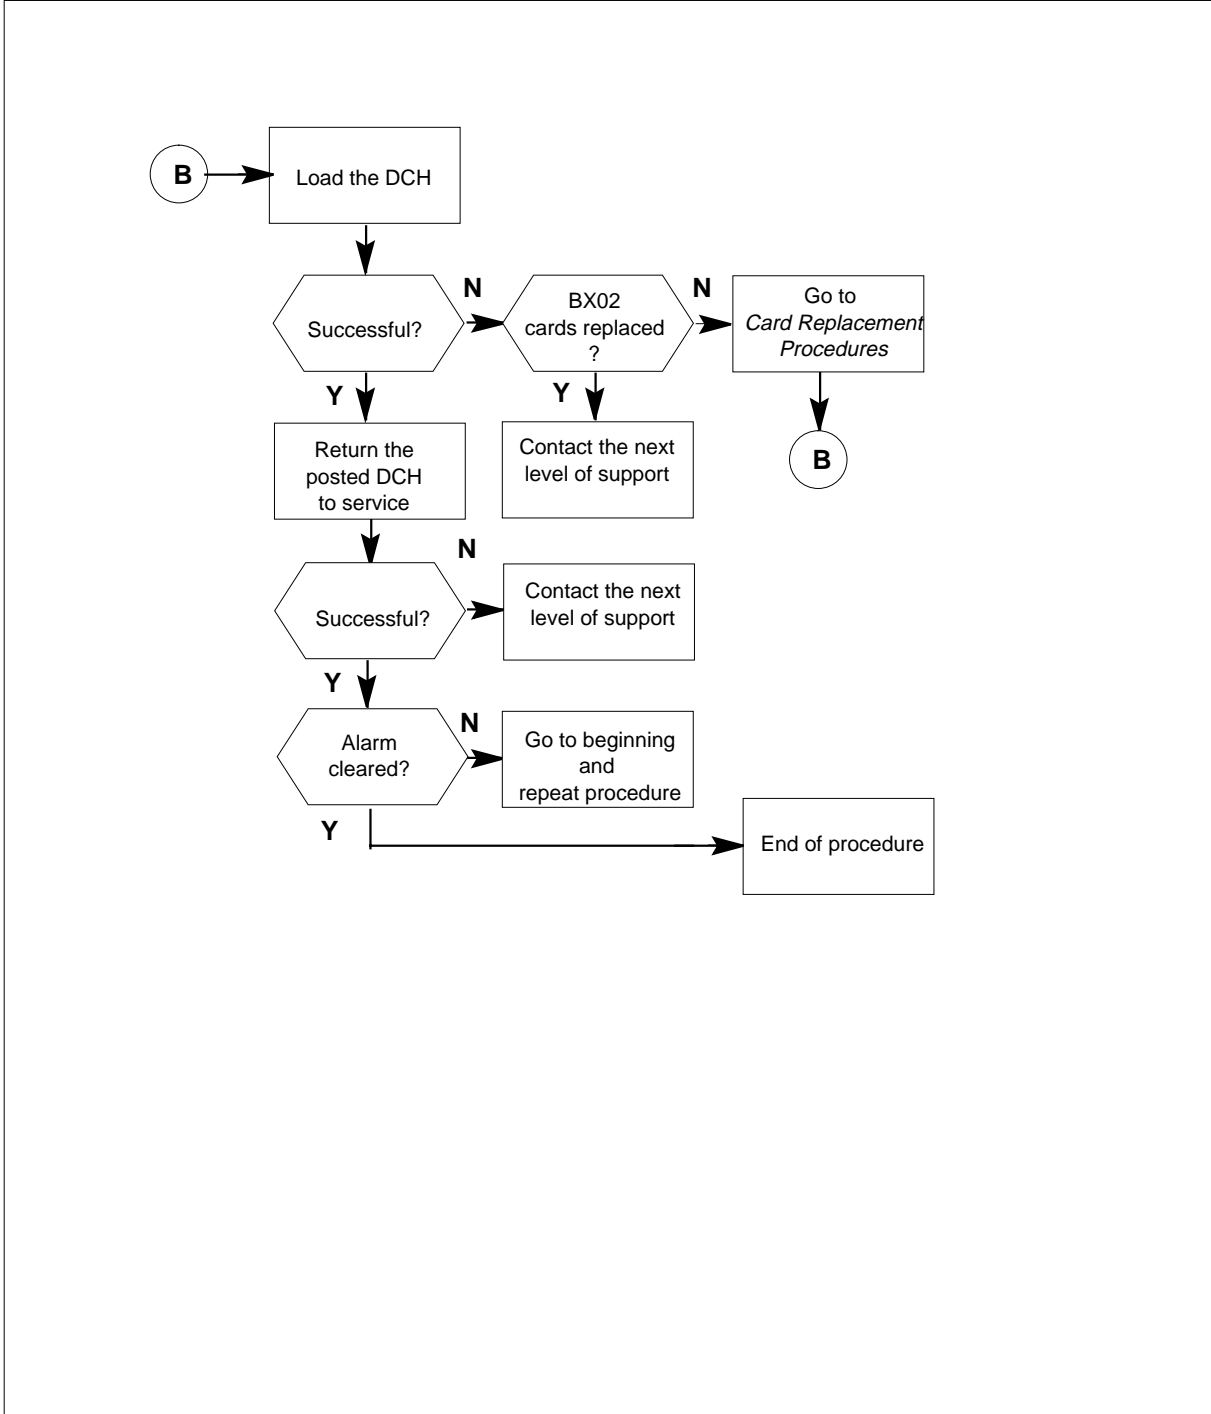 B
Load the DCH
Successful?
N
BX02
cards replaced
?
N
Go to
Card Replacement
Procedures
Y
Y
Return the
posted DCH
to service
Contact the next
level of support
B
Successful?
N
Contact the next
level of support
Y
Alarm
cleared?
N
Go to beginning
and
repeat procedure
Y
End of procedure